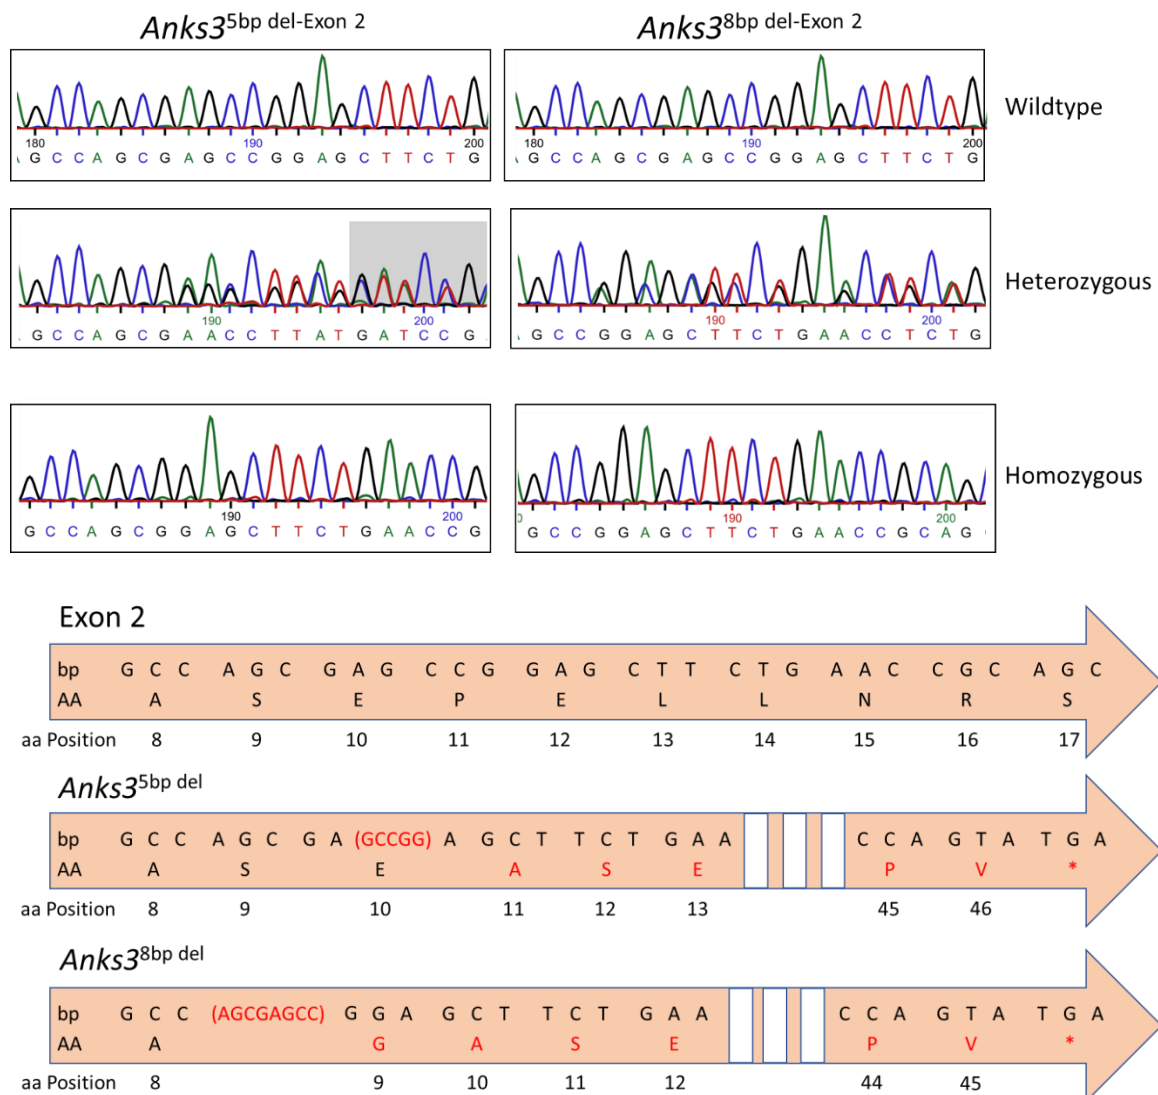 Anks3 5bp del-Exon 2
Anks3 8bp del-Exon 2
180 190 200
G C C A G C G A G C C G G A G C T T C T G
180 190 200
G C C A G C G A G C C G G A G C T T C T G
Wildtype
190 200
G C C A G C G A A C C T T A T G A T C C G
190 200
G C C G G A G C T T C T G A A C C T C T G
Heterozygous
190 200
G C C A G C G G A G C T T C T G A A C C G
190 200
G C C G G A G C T T C T G A A C C G C A G
Homozygous
Exon 2
bp G C C A G C G A G C C G G A G C T T C T G A A C C G C A G C
AA A S E P E L L N R S
aa Position 8 9 10 11 12 13 14 15 16 17
Anks3 5bp del
bp G C C A G C G A (GCCGG) A G C T T C T G A A C C A G T A T G A
AA A S E A S E P V *
aa Position 8 9 10 11 12 13 45 46
Anks3 8bp del
bp G C C (AGCGAGCC) G G A G C T T C T G A A C C A G T A T G A
AA A G A S E P V *
aa Position 8 9 10 11 12 44 45